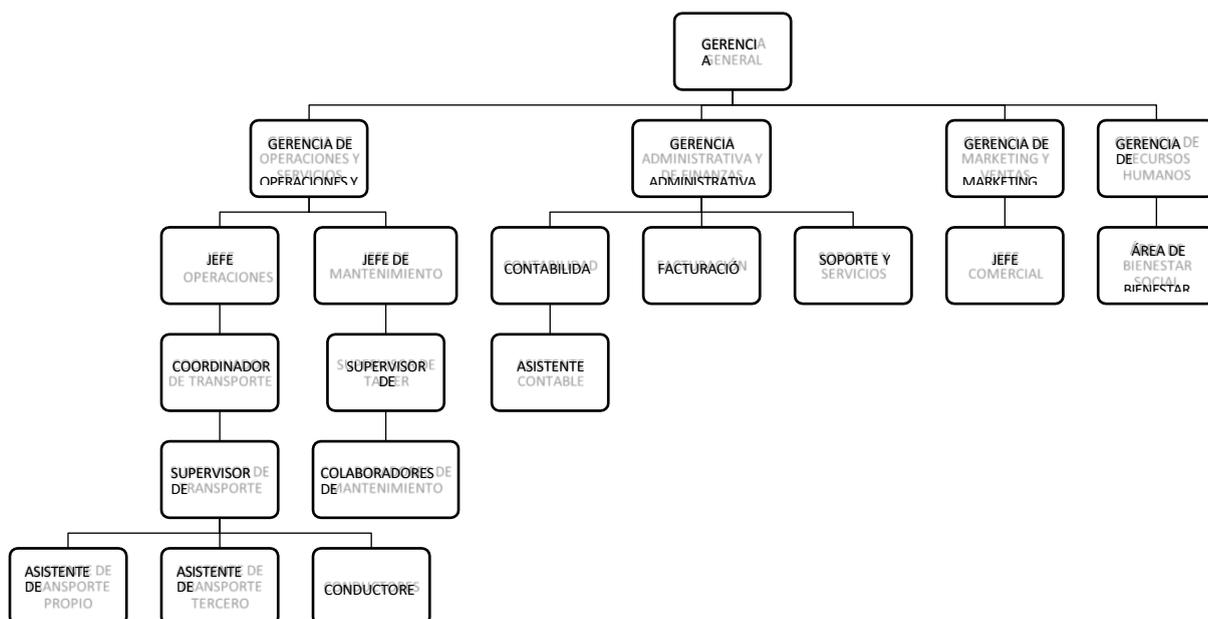 GERENCIA
GENERAL
GERENCIA DE
OPERACIONES Y
SERVICIOS
GERENCIA
ADMINISTRATIVA Y
DE FINANZAS
GERENCIA DE
MARKETING Y
VENTAS
GERENCIA DE
RECURSOS
HUMANOS
JEFE
OPERACIONES
JEFE DE
MANTENIMIENTO
CONTABILIDAD
FACTURACIÓN
SOPORTE Y
SERVICIOS
JEFE
COMERCIAL
ÁREA DE
BIENESTAR
SOCIAL
COORDINADOR
DE TRANSPORTE
SUPERVISOR DE
TALLER
ASISTENTE
CONTABLE
SUPERVISOR DE
TRANSPORTE
COLABORADORES DE
MANTENIMIENTO
ASISTENTE DE
TRANSPORTE
PROPIO
ASISTENTE DE
TRANSPORTE
TERCERO
CONDUCTORES